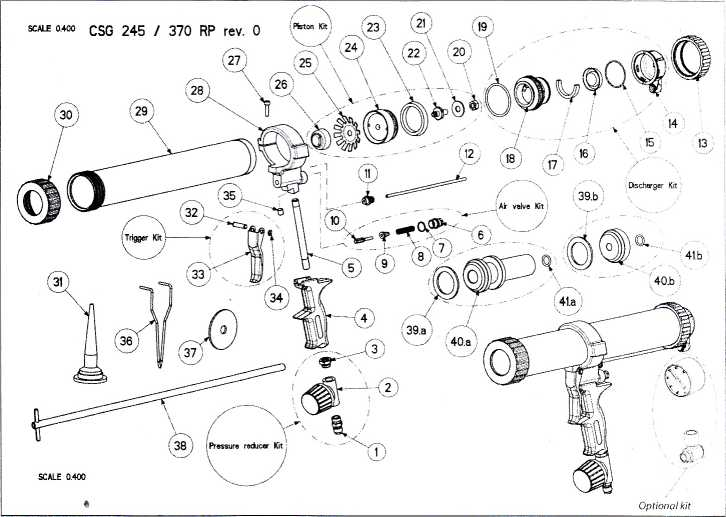 SCALE 0.400 CSG 245 / 370 RP rev. 0
Piston Kit
23
21
19
22
20
24
25
26
27
28
29
30
18
17
16
15
14
13
12
11
Discharger Kit
35
32
Trigger Kit
10
9
8
7
6
Air valve Kit
39.b
41.b
40.b
33
34
5
31
36
37
4
39.a
40.a
41.a
3
2
38
Pressure reducer Kit
1
SCALE 0.400
Optional kit